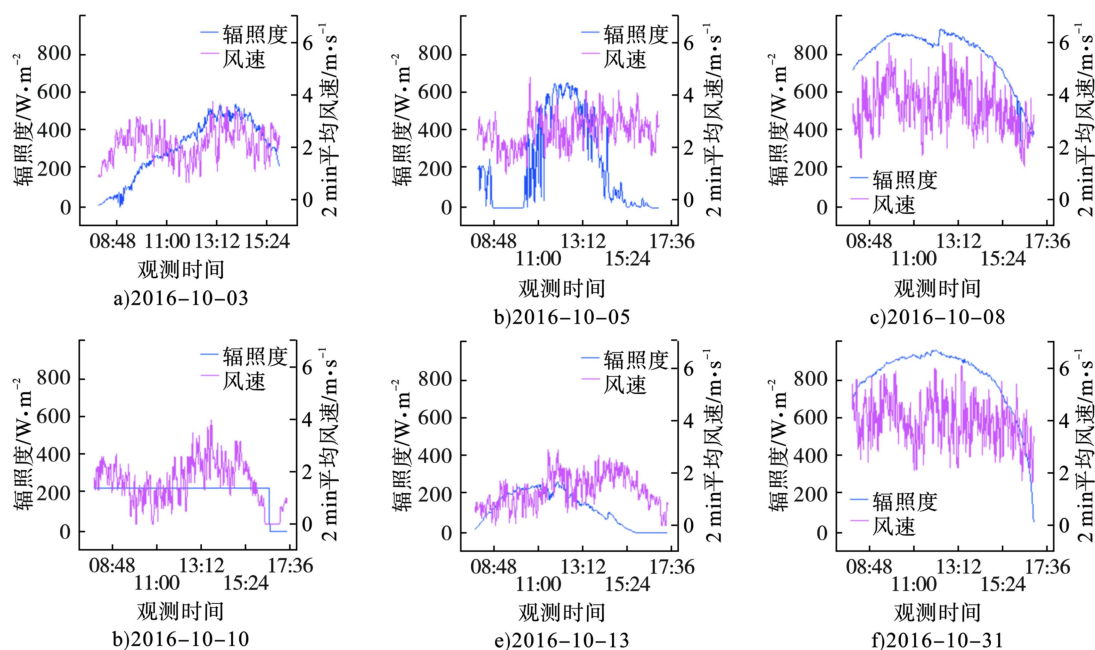 辐照度
风速
辐照度/W·m⁻²
800
600
400
200
0
6
4
2
0
2 min平均风速/m·s⁻¹
08:48 11:00 13:12 15:24
观测时间
a)2016-10-03
辐照度
风速
辐照度/W·m⁻²
800
600
400
200
0
6
4
2
0
2 min平均风速/m·s⁻¹
08:48 13:12 17:36
11:00 15:24
观测时间
b)2016-10-05
辐照度
风速
辐照度/W·m⁻²
800
600
400
200
0
6
4
2
0
2 min平均风速/m·s⁻¹
08:48 13:12 17:36
11:00 15:24
观测时间
c)2016-10-08
辐照度
风速
辐照度/W·m⁻²
800
600
400
200
0
6
4
2
0
2 min平均风速/m·s⁻¹
08:48 13:12 17:36
11:00 15:24
观测时间
b)2016-10-10
辐照度
风速
辐照度/W·m⁻²
800
600
400
200
0
6
4
2
0
2 min平均风速/m·s⁻¹
08:48 13:12 17:36
11:00 15:24
观测时间
e)2016-10-13
辐照度
风速
辐照度/W·m⁻²
800
600
400
200
0
6
4
2
0
2 min平均风速/m·s⁻¹
08:48 13:12 17:36
11:00 15:24
观测时间
f)2016-10-31